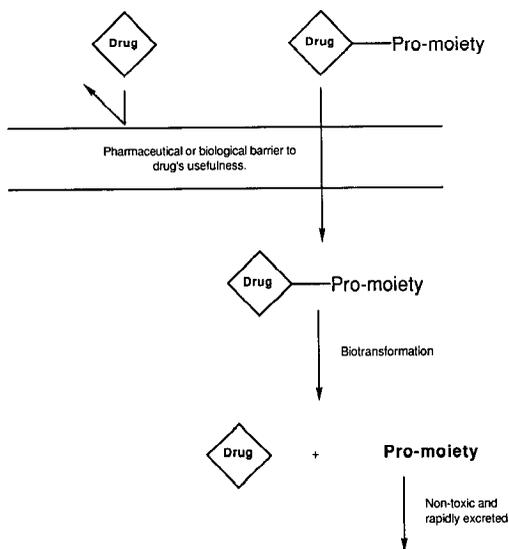 Drug
Drug Pro-moiety
Pharmaceutical or biological barrier to
drug's usefulness.
Drug Pro-moiety
Biotransformation
Drug + Pro-moiety
Non-toxic and
rapidly excreted